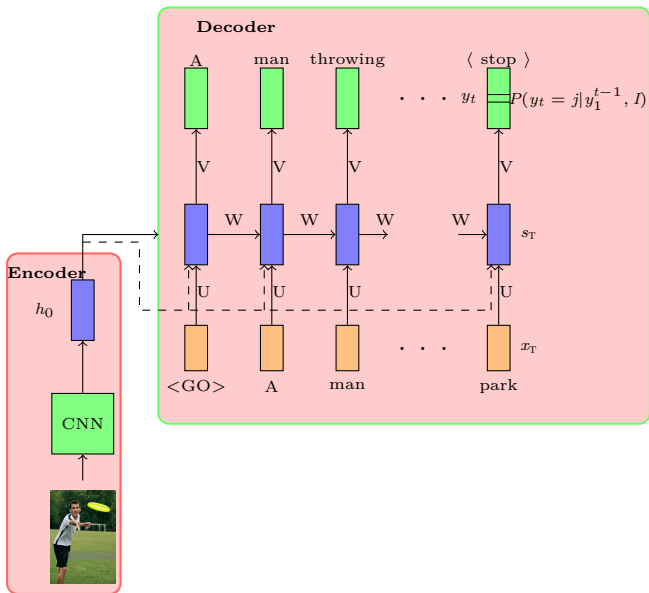 Decoder
A man throwing ⟨ stop ⟩
· · · y_t P(y_t = j|y_1^{t−1}, I)
V V V V
W W W W
s_T
Encoder
h_0
U U U U
· · · x_T
<GO> A man park
CNN